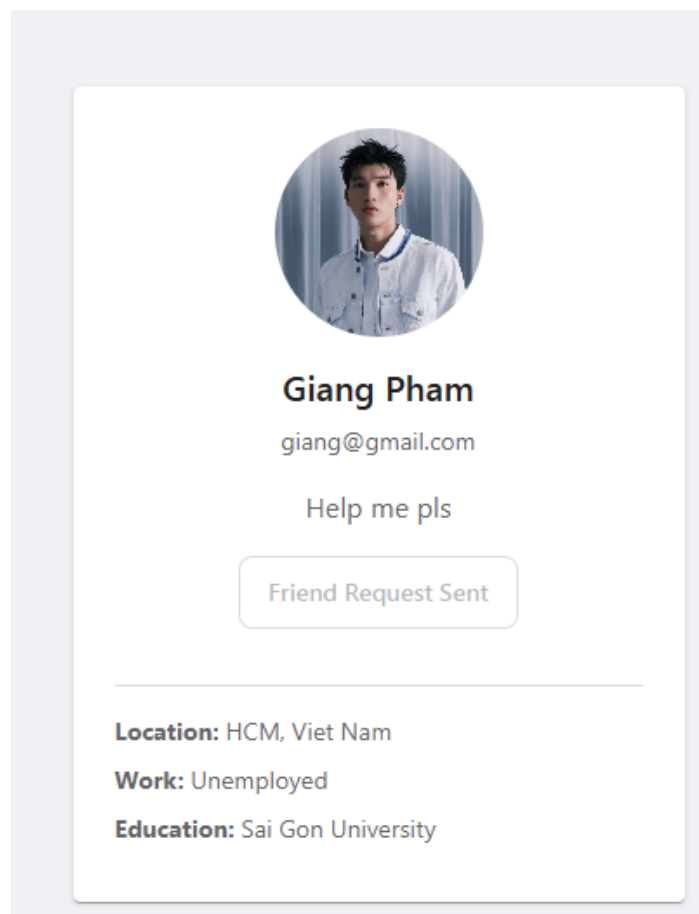 Giang Pham
giang@gmail.com
Help me pls
Friend Request Sent
Location: HCM, Viet Nam
Work: Unemployed
Education: Sai Gon University